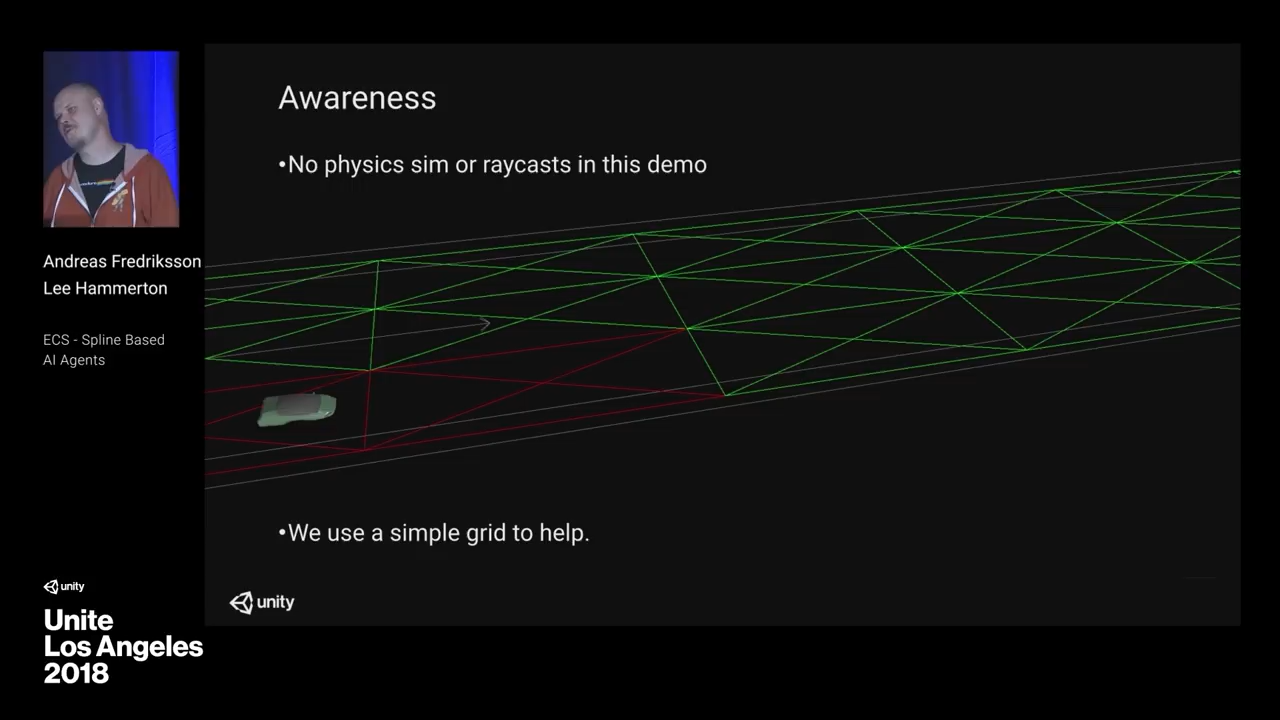 Awareness
•No physics sim or raycasts in this demo
Andreas Fredriksson
Lee Hammerton
ECS - Spline Based
AI Agents
•We use a simple grid to help.
unity
unity
Unite
Los Angeles
2018